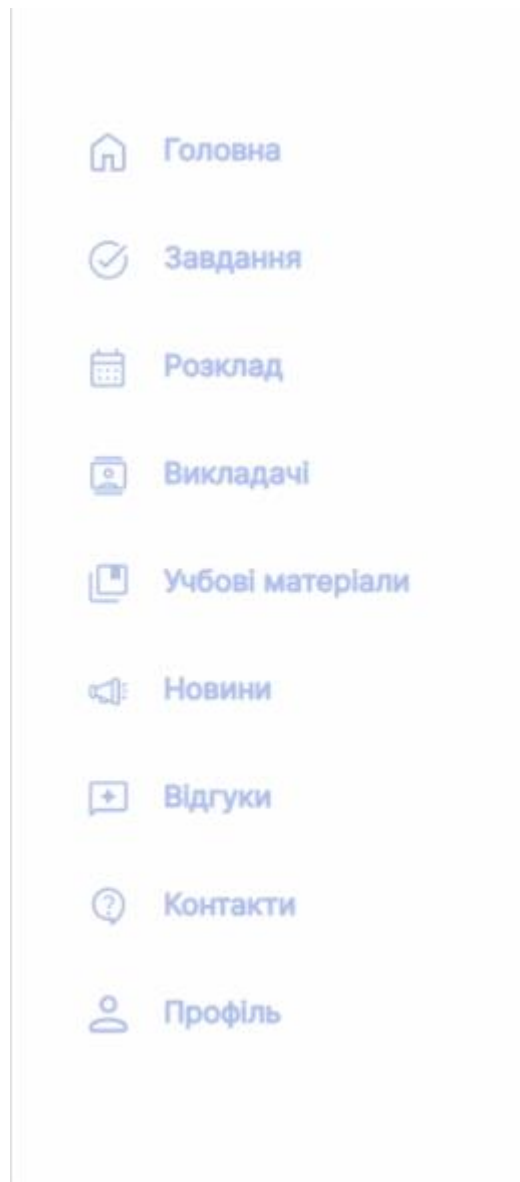 Головна
Завдання
Розклад
Викладачі
Учбові матеріали
Новини
Відгуки
Контакти
Профіль